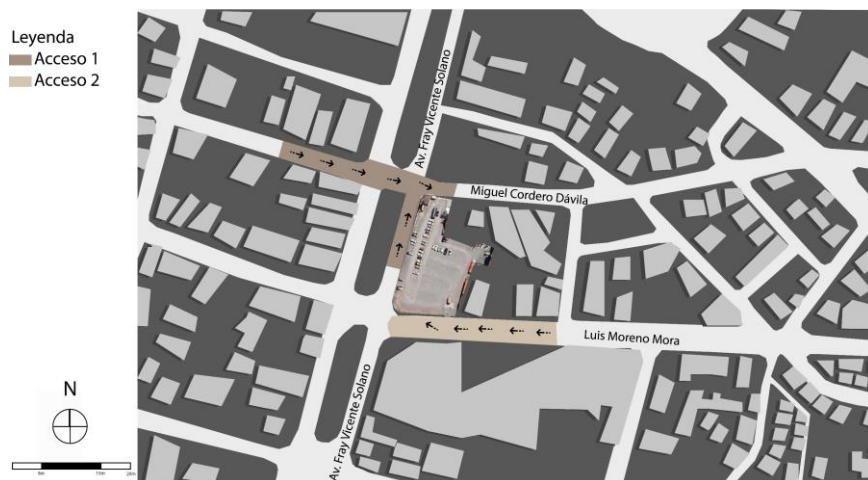 Leyenda
Acceso 1
Acceso 2
Av. Fray Vicente Solano
Miguel Cordero Dávila
Luis Moreno Mora
Av. Fray Vicente Solano
N